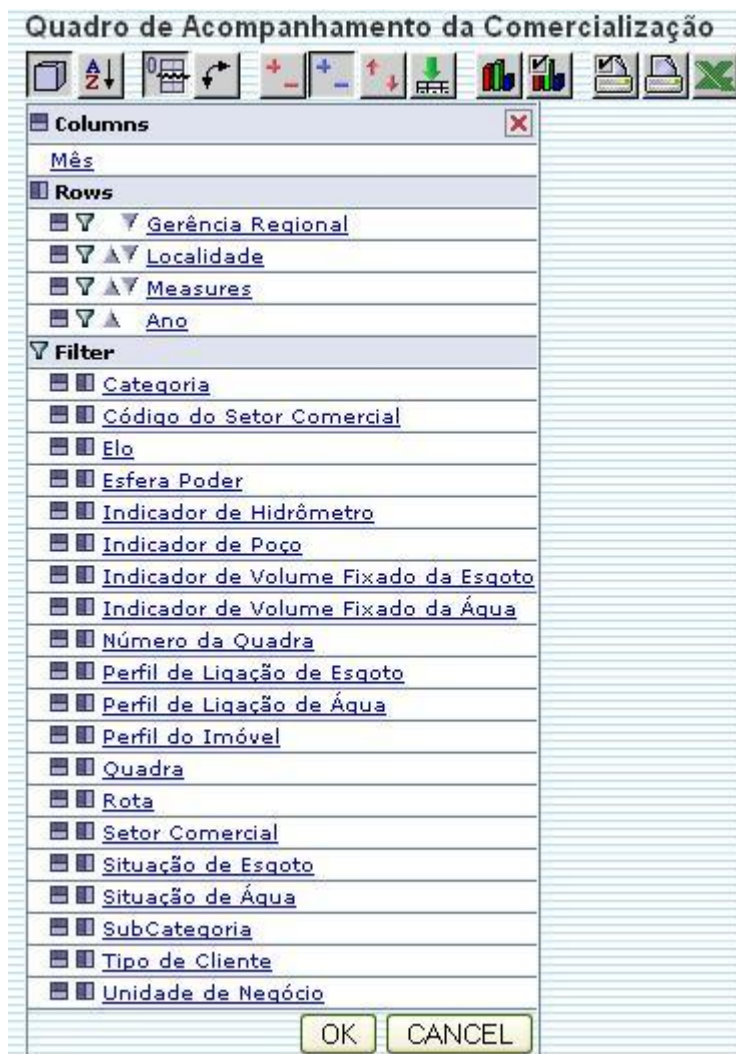 Quadro de Acompanhamento da Comercialização
Columns
Mês
Rows
Gerência Regional
Localidade
Measures
Ano
Filter
Categoria
Código do Setor Comercial
Elo
Esfera Poder
Indicador de Hidrômetro
Indicador de Poço
Indicador de Volume Fixado da Esgoto
Indicador de Volume Fixado da Água
Número da Quadra
Perfil de Ligação de Esgoto
Perfil de Ligação de Água
Perfil do Imóvel
Quadra
Rota
Setor Comercial
Situação de Esgoto
Situação de Água
SubCategoria
Tipo de Cliente
Unidade de Negócio
OK CANCEL